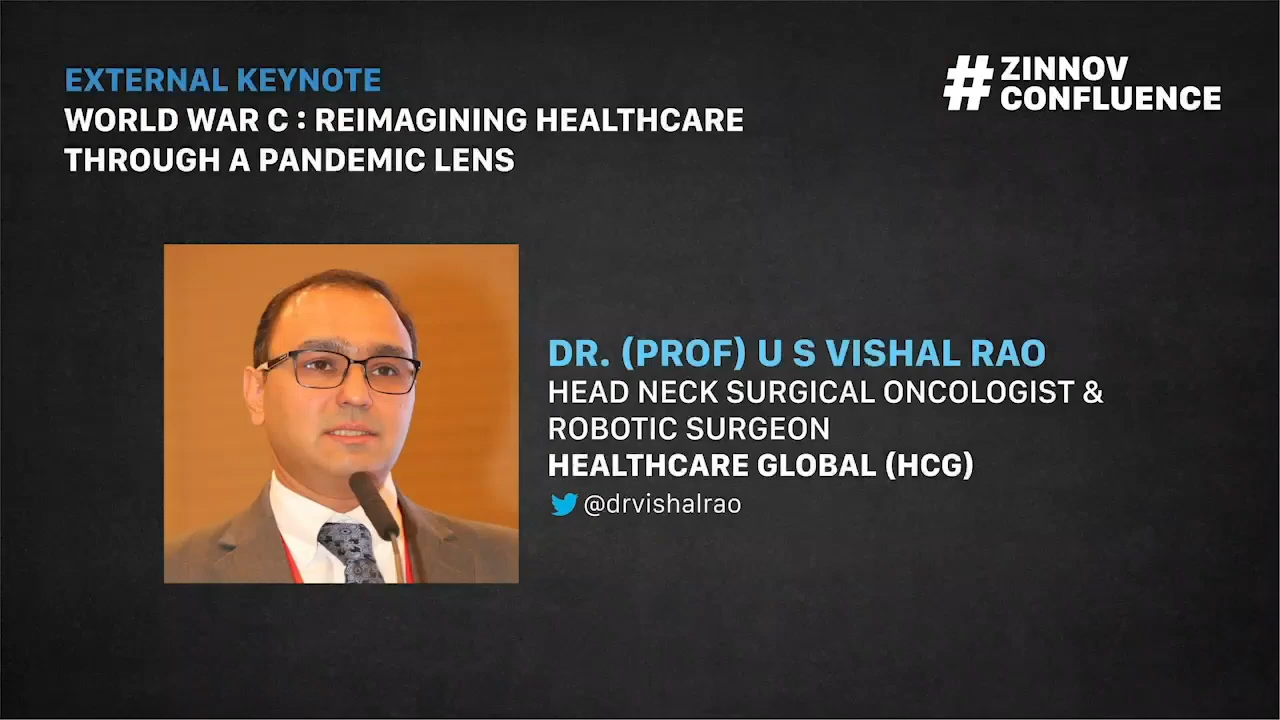 EXTERNAL KEYNOTE
WORLD WAR C : REIMAGINING HEALTHCARE
THROUGH A PANDEMIC LENS
# ZINNOV
CONFLUENCE
DR. (PROF) U S VISHAL RAO
HEAD NECK SURGICAL ONCOLOGIST &
ROBOTIC SURGEON
HEALTHCARE GLOBAL (HCG)
@drvishalrao